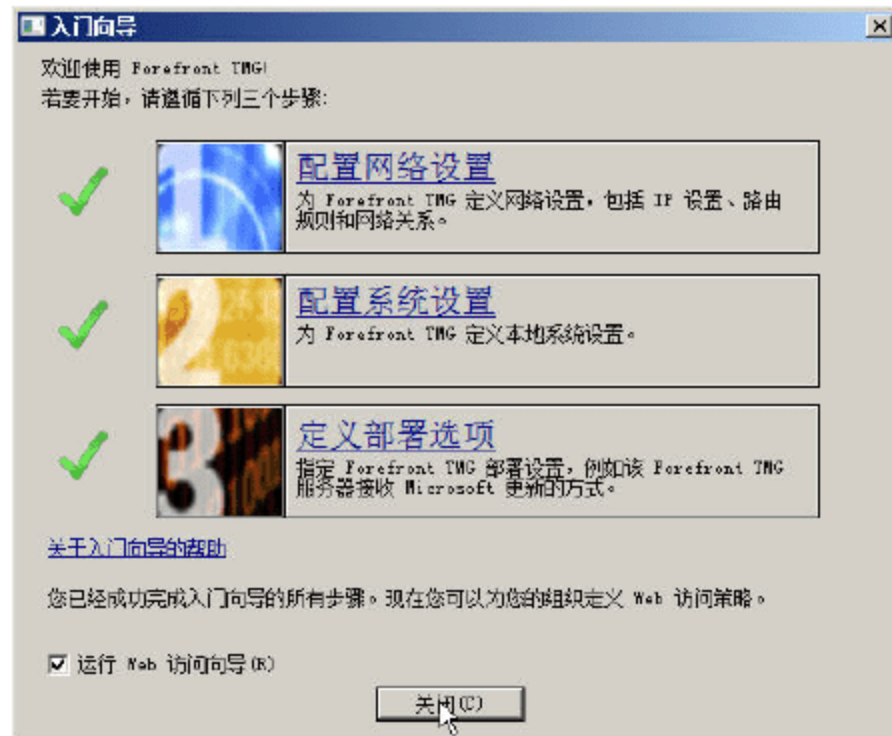 入门向导
欢迎使用 Forefront TMG!
若要开始，请遵循下列三个步骤:
配置网络设置
为 Forefront TMG 定义网络设置，包括 IP 设置、路由
规则和网络关系。
配置系统设置
为 Forefront TMG 定义本地系统设置。
定义部署选项
指定 Forefront TMG 部署设置，例如该 Forefront TMG
服务器接收 Microsoft 更新的方式。
关于入门向导的帮助
您已经成功完成入门向导的所有步骤。现在您可以为您的组织定义 Web 访问策略。
运行 Web 访问向导(R)
关闭(C)